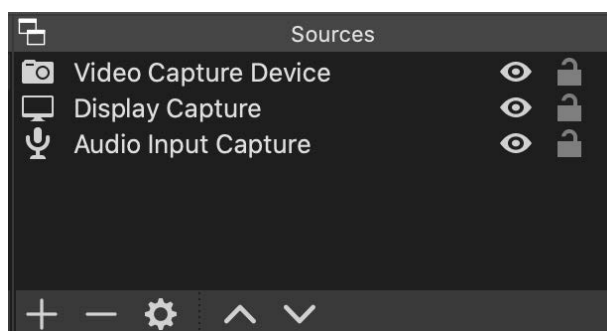 Sources
Video Capture Device
Display Capture
Audio Input Capture